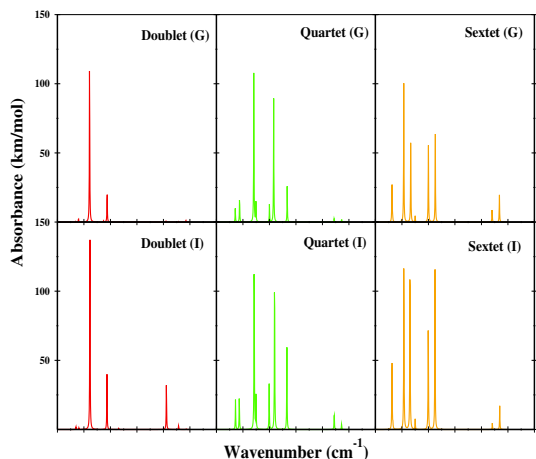 150
Doublet (G)
Quartet (G)
Sextet (G)
100
50
150
Doublet (I)
Quartet (I)
Sextet (I)
100
50
Absorbance (km/mol)
Wavenumber (cm⁻¹)